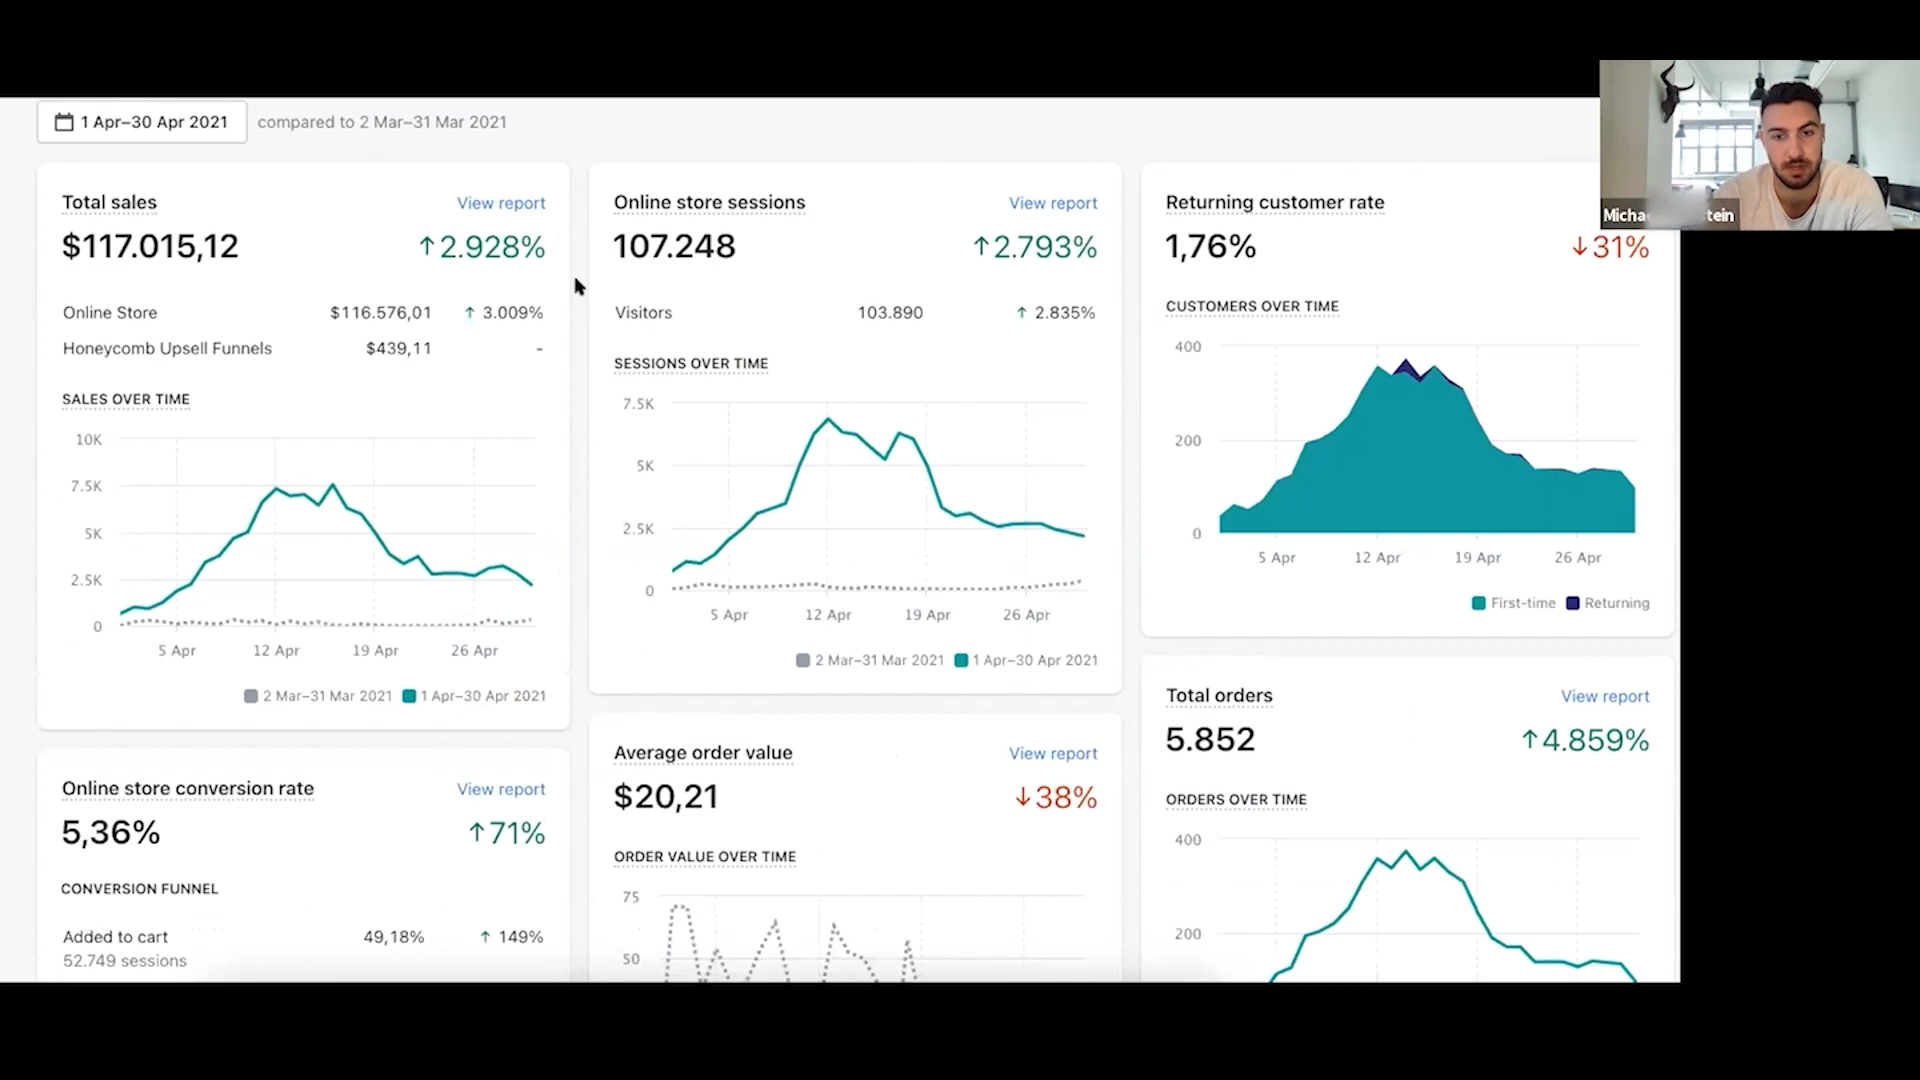 1 Apr–30 Apr 2021 compared to 2 Mar–31 Mar 2021
Total sales View report
$117.015,12 ↑2.928%
Online Store $116.576,01 ↑ 3.009%
Honeycomb Upsell Funnels $439,11 -
SALES OVER TIME
10K
7.5K
5K
2.5K
0
5 Apr 12 Apr 19 Apr 26 Apr
2 Mar–31 Mar 2021 1 Apr–30 Apr 2021
Online store conversion rate View report
5,36% ↑71%
CONVERSION FUNNEL
Added to cart 49,18% ↑ 149%
52.749 sessions
Online store sessions View report
107.248 ↑2.793%
Visitors 103.890 ↑ 2.835%
SESSIONS OVER TIME
7.5K
5K
2.5K
0
5 Apr 12 Apr 19 Apr 26 Apr
2 Mar–31 Mar 2021 1 Apr–30 Apr 2021
Average order value View report
$20,21 ↓38%
ORDER VALUE OVER TIME
75
50
Returning customer rate
1,76% ↓31%
CUSTOMERS OVER TIME
400
200
0
5 Apr 12 Apr 19 Apr 26 Apr
First-time Returning
Total orders View report
5.852 ↑4.859%
ORDERS OVER TIME
400
200